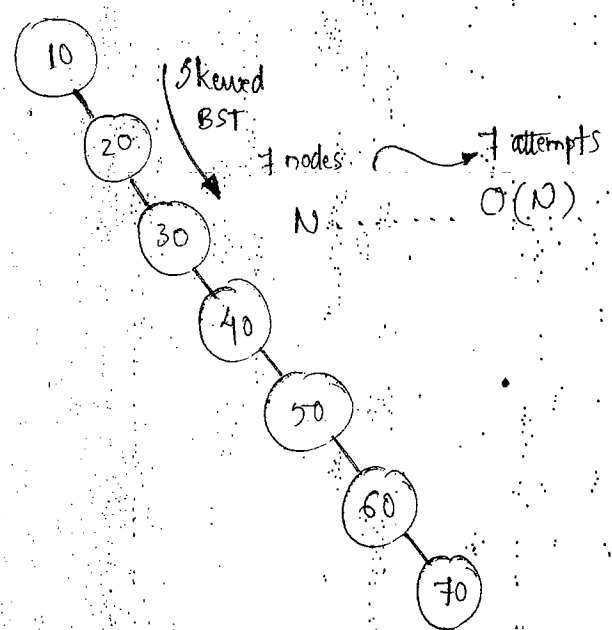 10
Skewed
BST
20
7 nodes
7 attempts
30
N ........ O(N)
40
50
60
70